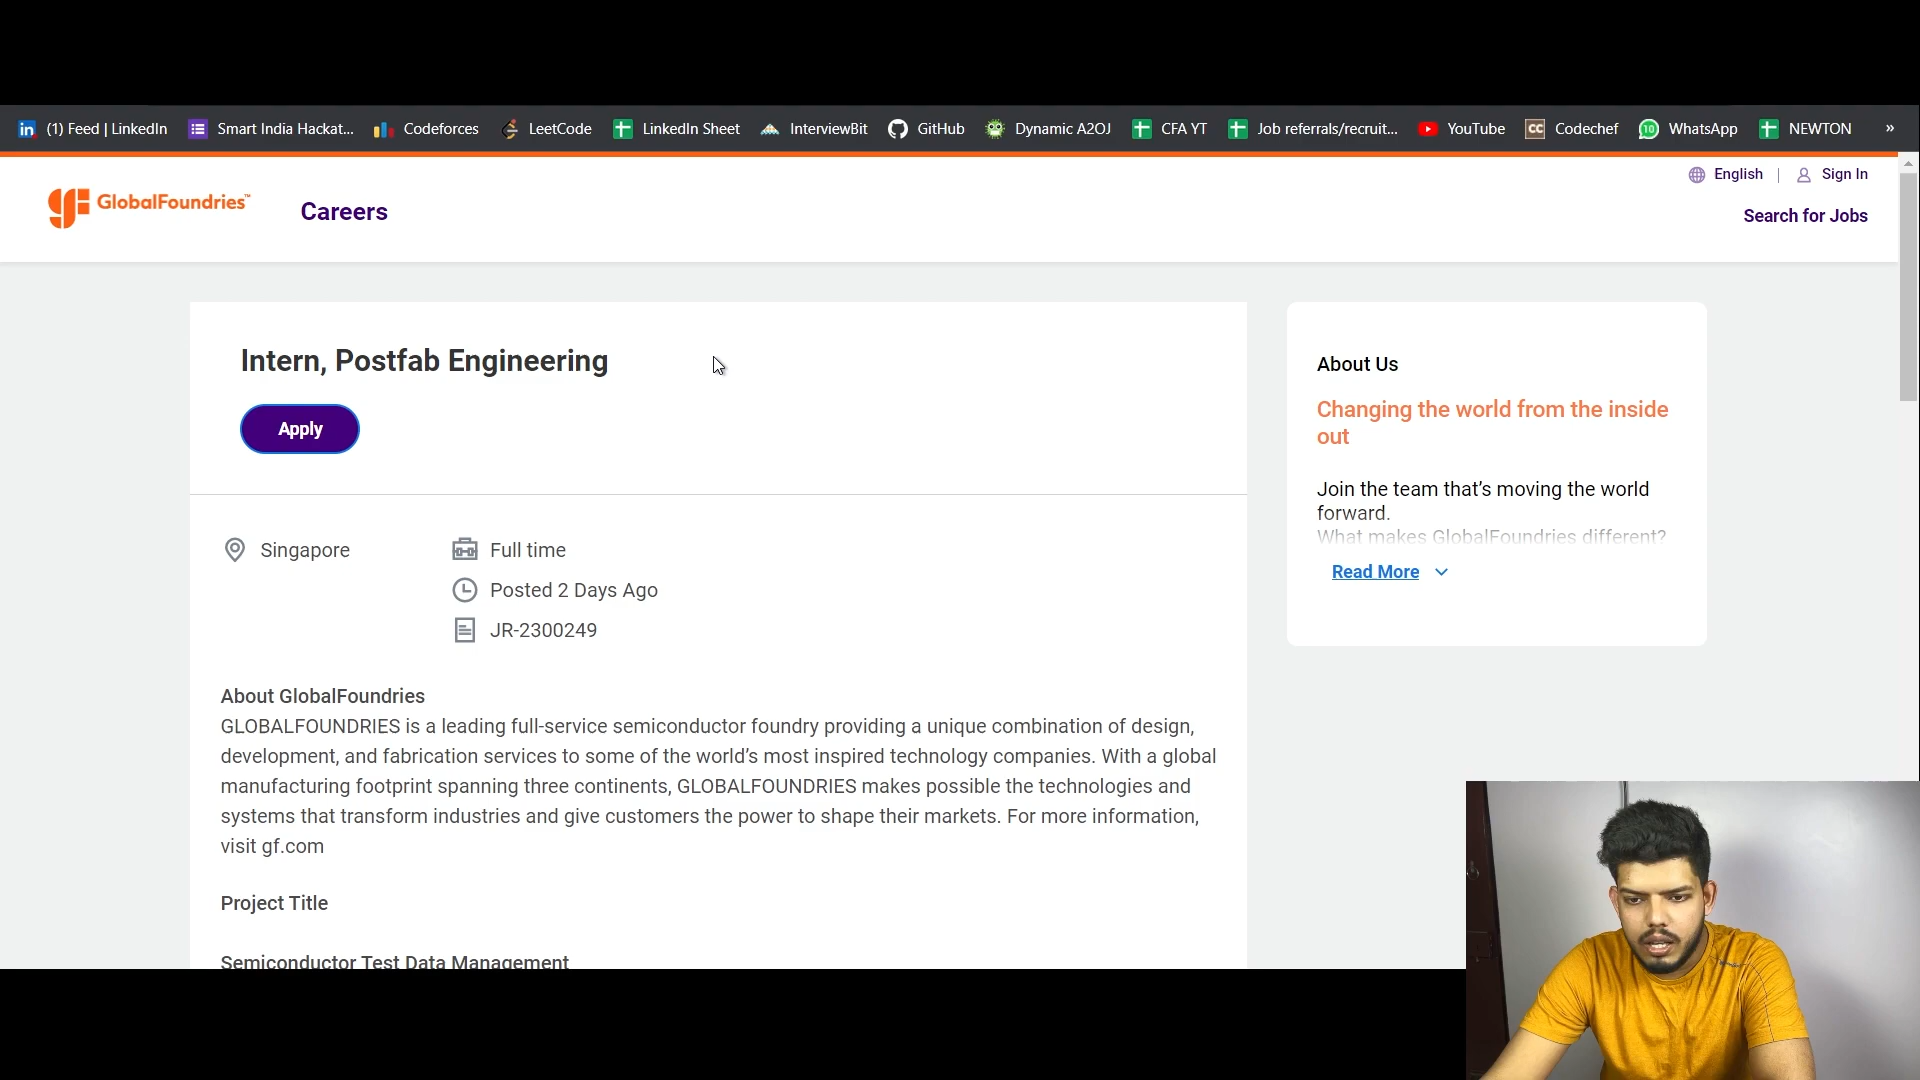 (1) Feed | LinkedIn Smart India Hackat... Codeforces LeetCode LinkedIn Sheet InterviewBit GitHub Dynamic A2OJ CFA YT Job referrals/recruit... YouTube CC Codechef 10 WhatsApp NEWTON »
English | Sign In
GlobalFoundries™ Careers
Search for Jobs
Intern, Postfab Engineering
Apply
Singapore
Full time
Posted 2 Days Ago
JR-2300249
About GlobalFoundries
GLOBALFOUNDRIES is a leading full-service semiconductor foundry providing a unique combination of design,
development, and fabrication services to some of the world’s most inspired technology companies. With a global
manufacturing footprint spanning three continents, GLOBALFOUNDRIES makes possible the technologies and
systems that transform industries and give customers the power to shape their markets. For more information,
visit gf.com
Project Title
Semiconductor Test Data Management
About Us
Changing the world from the inside
out
Join the team that’s moving the world
forward.
What makes GlobalFoundries different?
Read More